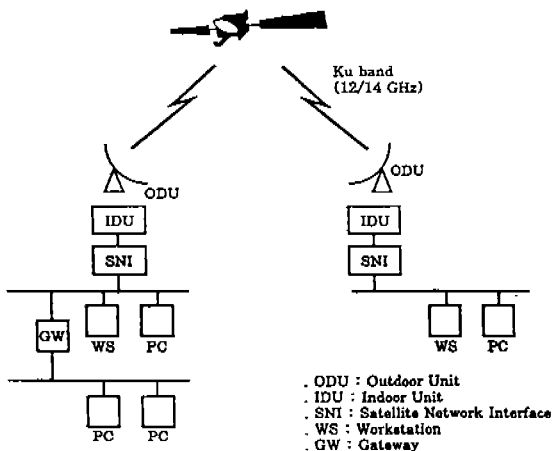 Ku band
(12/14 GHz)
ODU
ODU
IDU
IDU
SNI
SNI
GW
WS
PC
WS
PC
PC
PC
. ODU : Outdoor Unit
. IDU : Indoor Unit
. SNI : Satellite Network Interface
. WS : Workstation
. GW : Gateway